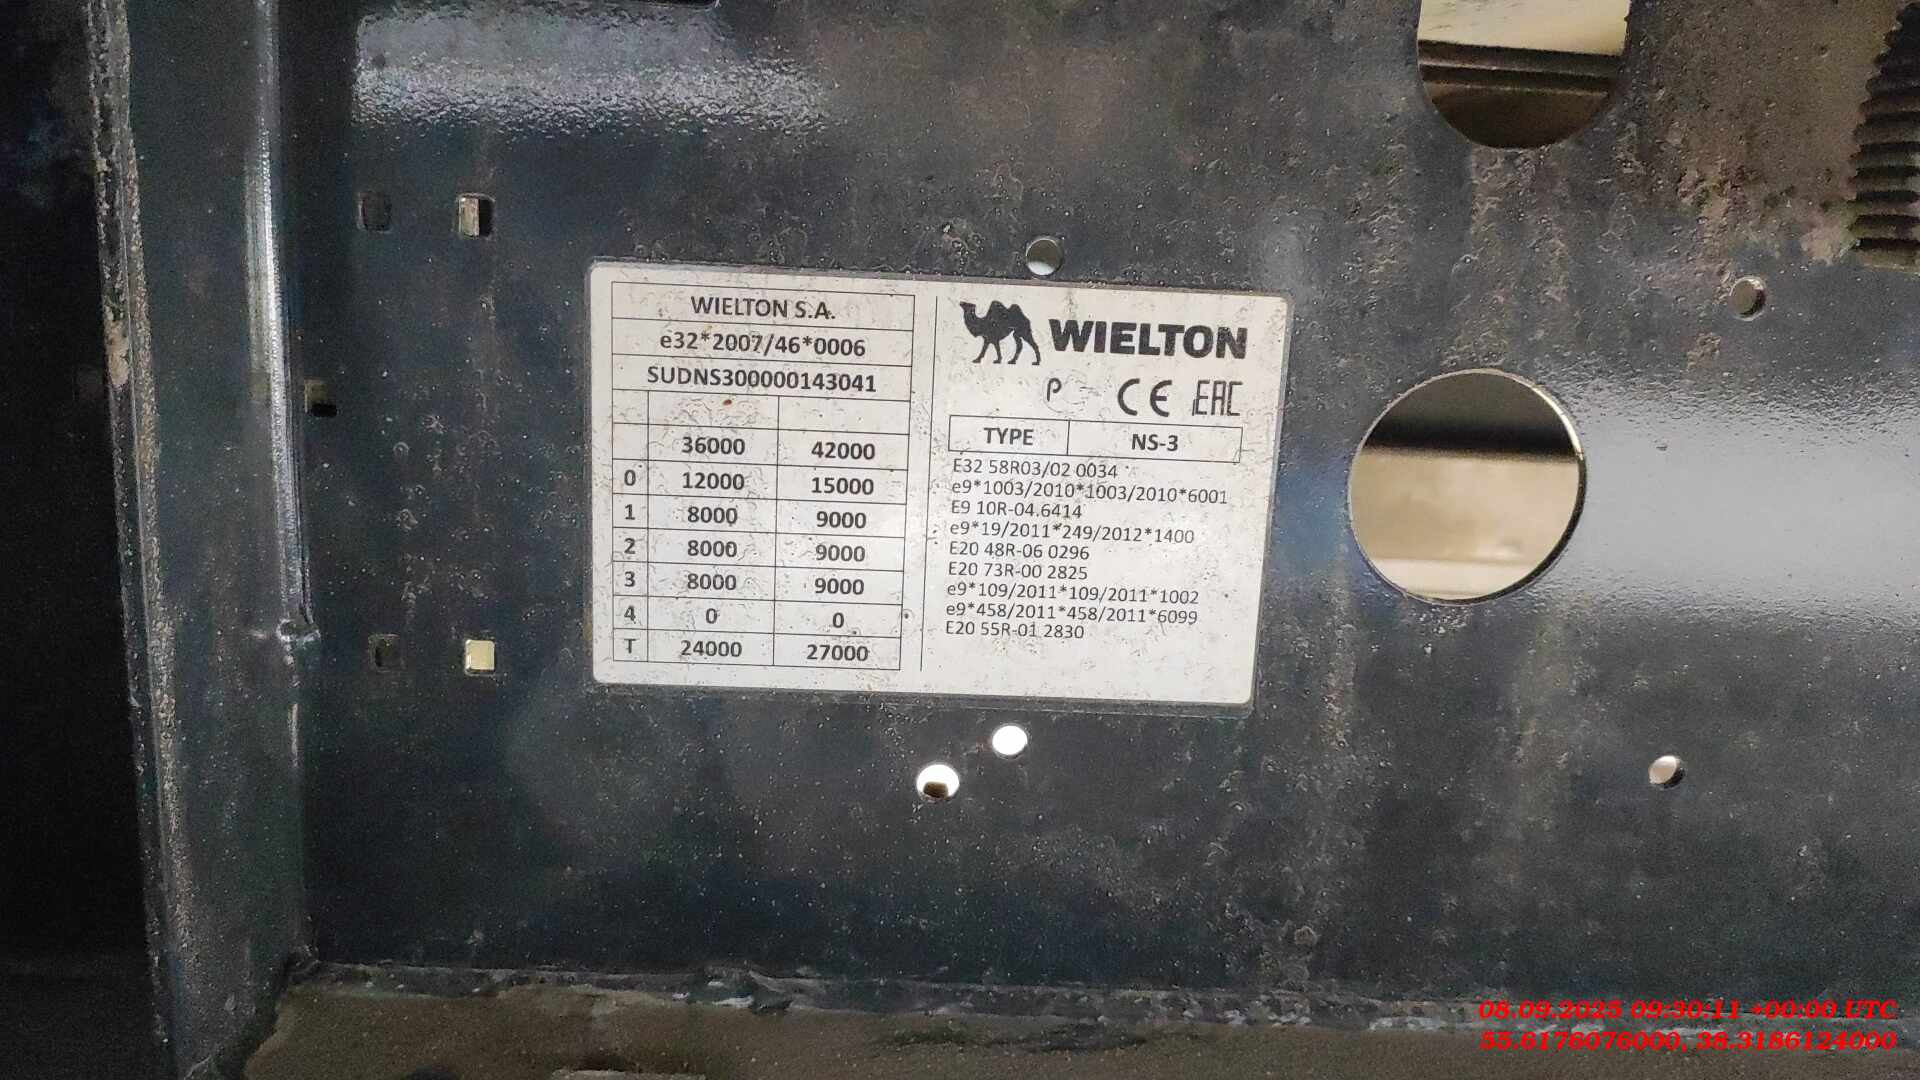 WIELTON S.A.
e32*2007/46*0006
SUDNS300000143041
36000 42000
0 12000 15000
1 8000 9000
2 8000 9000
3 8000 9000
4 0 0
T 24000 27000
WIELTON
P CE EAC
TYPE NS-3
E32 58R03/02 0034
e9*1003/2010*1003/2010*6001
E9 10R-04.6414
e9*19/2011*249/2012*1400
E20 48R-06 0296
E20 73R-00 2825
e9*109/2011*109/2011*1002
e9*458/2011*458/2011*6099
E20 55R-01 2830
08.09.2025 09:30:11 +00:00 UTC
55.6176076000, 38.3186124000